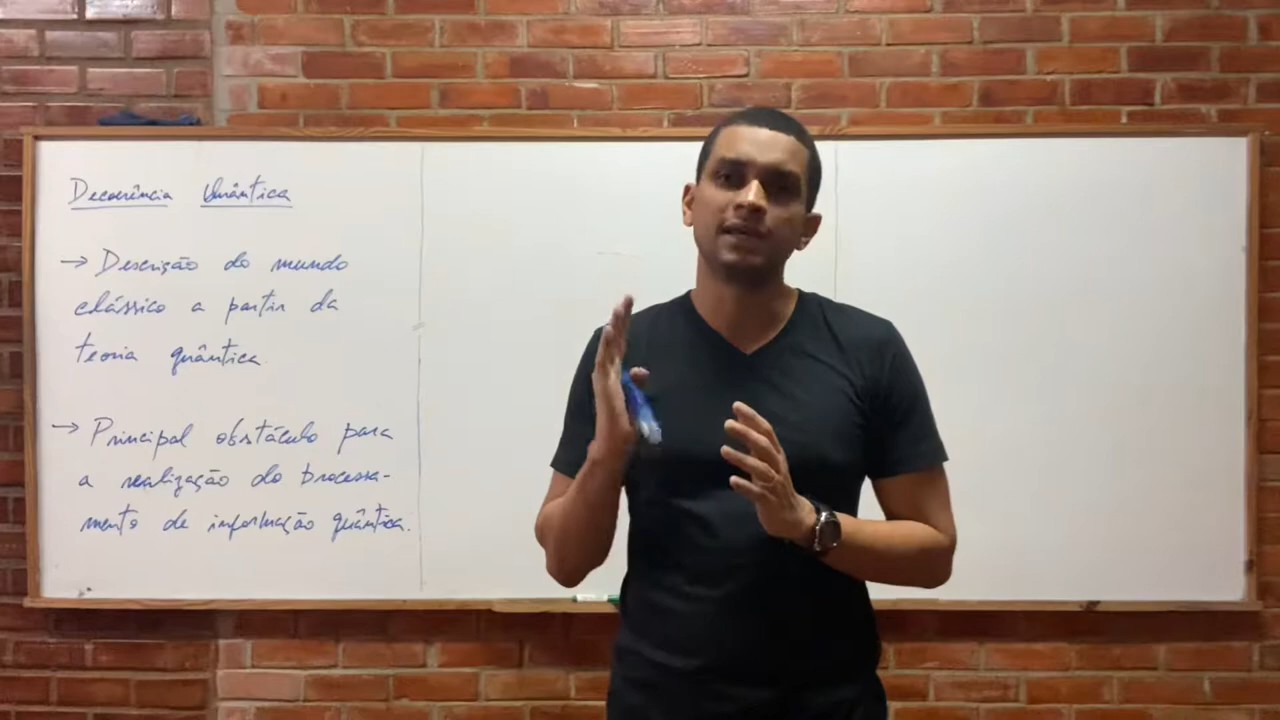 Decoerência Quântica
→ Descrição do mundo
clássico a partir da
teoria quântica.
→ Principal obstáculo para
a realização do processa-
mento de informação quântica.